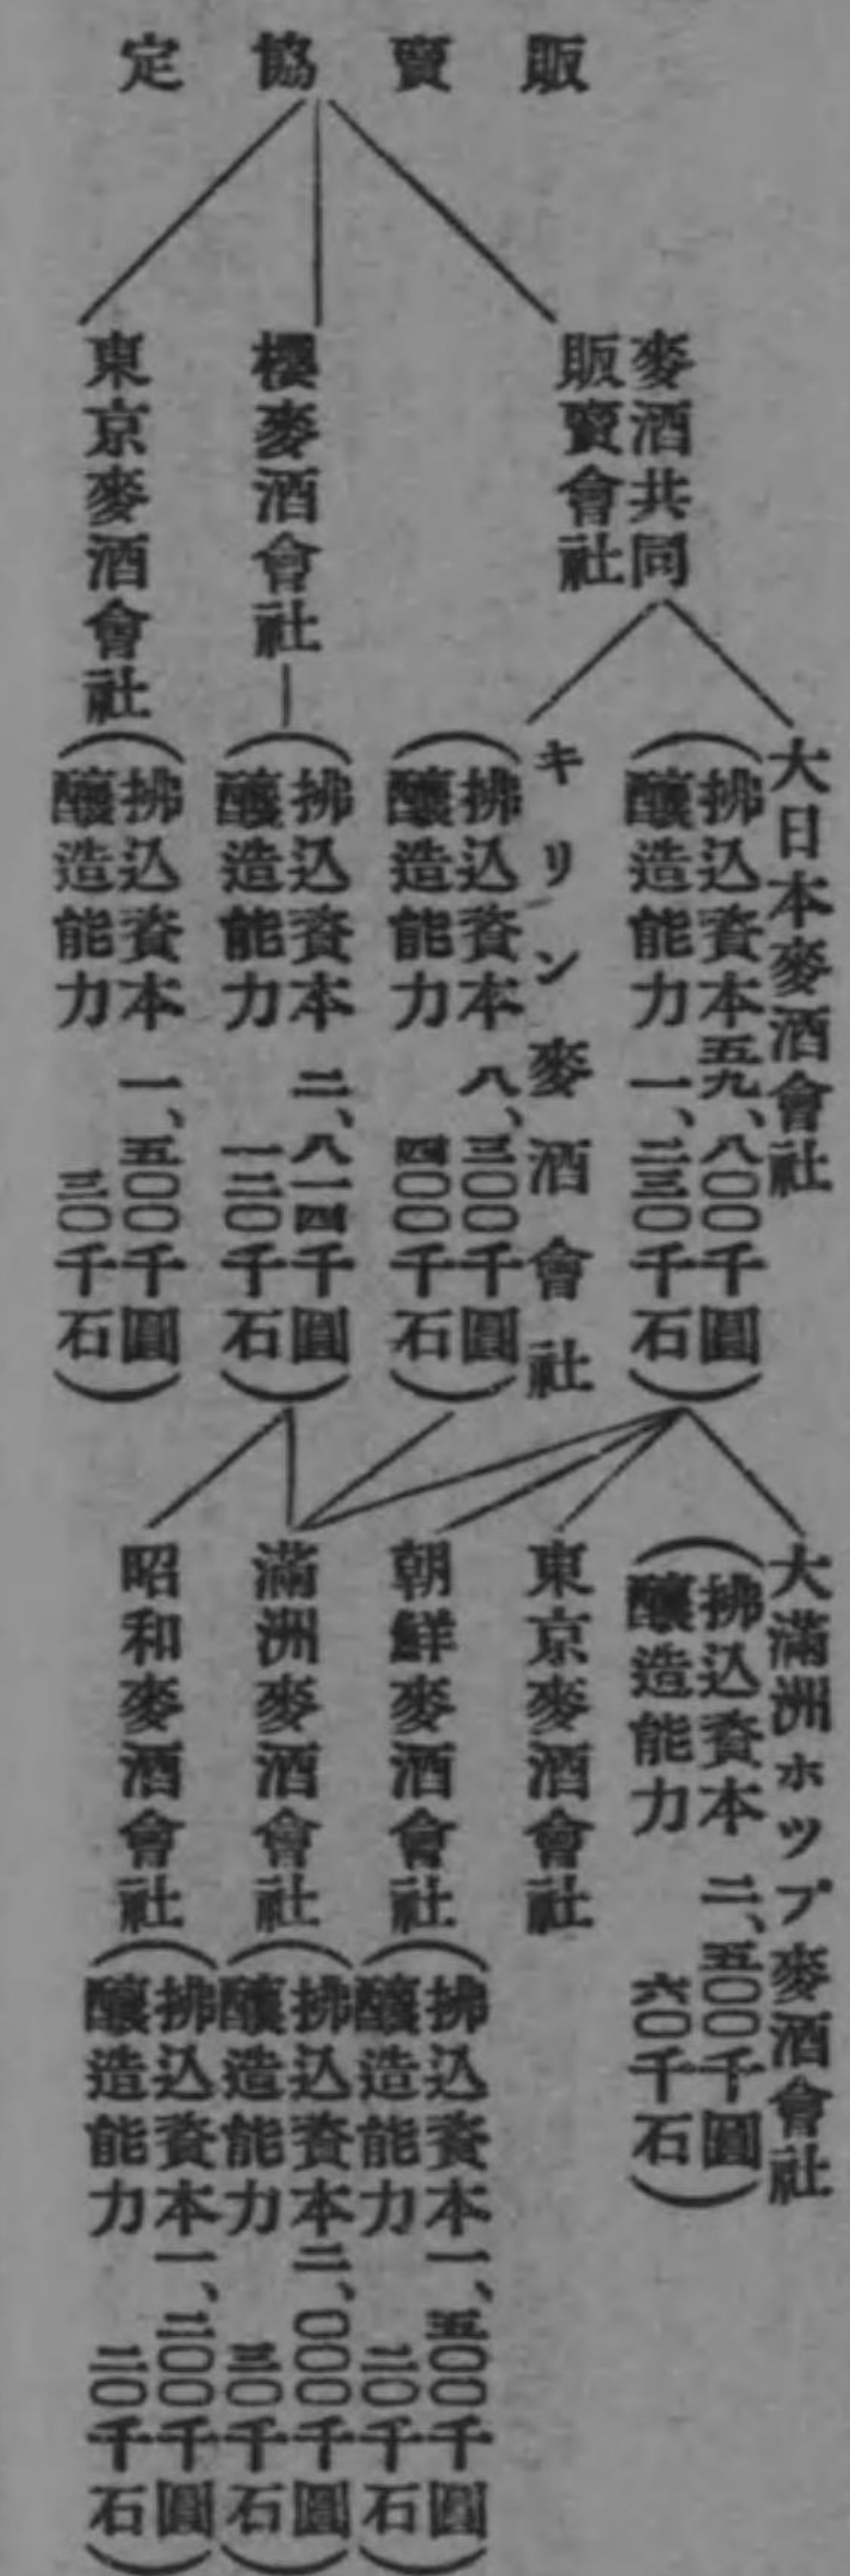 販賣協定
麥酒共同
販賣會社
櫻麥酒會社
東京麥酒會社
大日本麥酒會社
(拂込資本五九、八〇〇千圓
釀造能力一、二三〇千石)
キリン麥酒會社
(拂込資本八、三〇〇千圓
釀造能力四〇〇千石)
(拂込資本二、八一四千圓
釀造能力一二〇千石)
(拂込資本一、五〇〇千圓
釀造能力三〇千石)
大滿洲ホツプ麥酒會社
(拂込資本二、五〇〇千圓
釀造能力六〇千石)
東京麥酒會社
朝鮮麥酒會社
(拂込資本一、五〇〇千圓
釀造能力二〇千石)
滿洲麥酒會社
(拂込資本二、〇〇〇千圓
釀造能力三〇千石)
昭和麥酒會社
(拂込資本一、二〇〇千圓
釀造能力二〇千石)